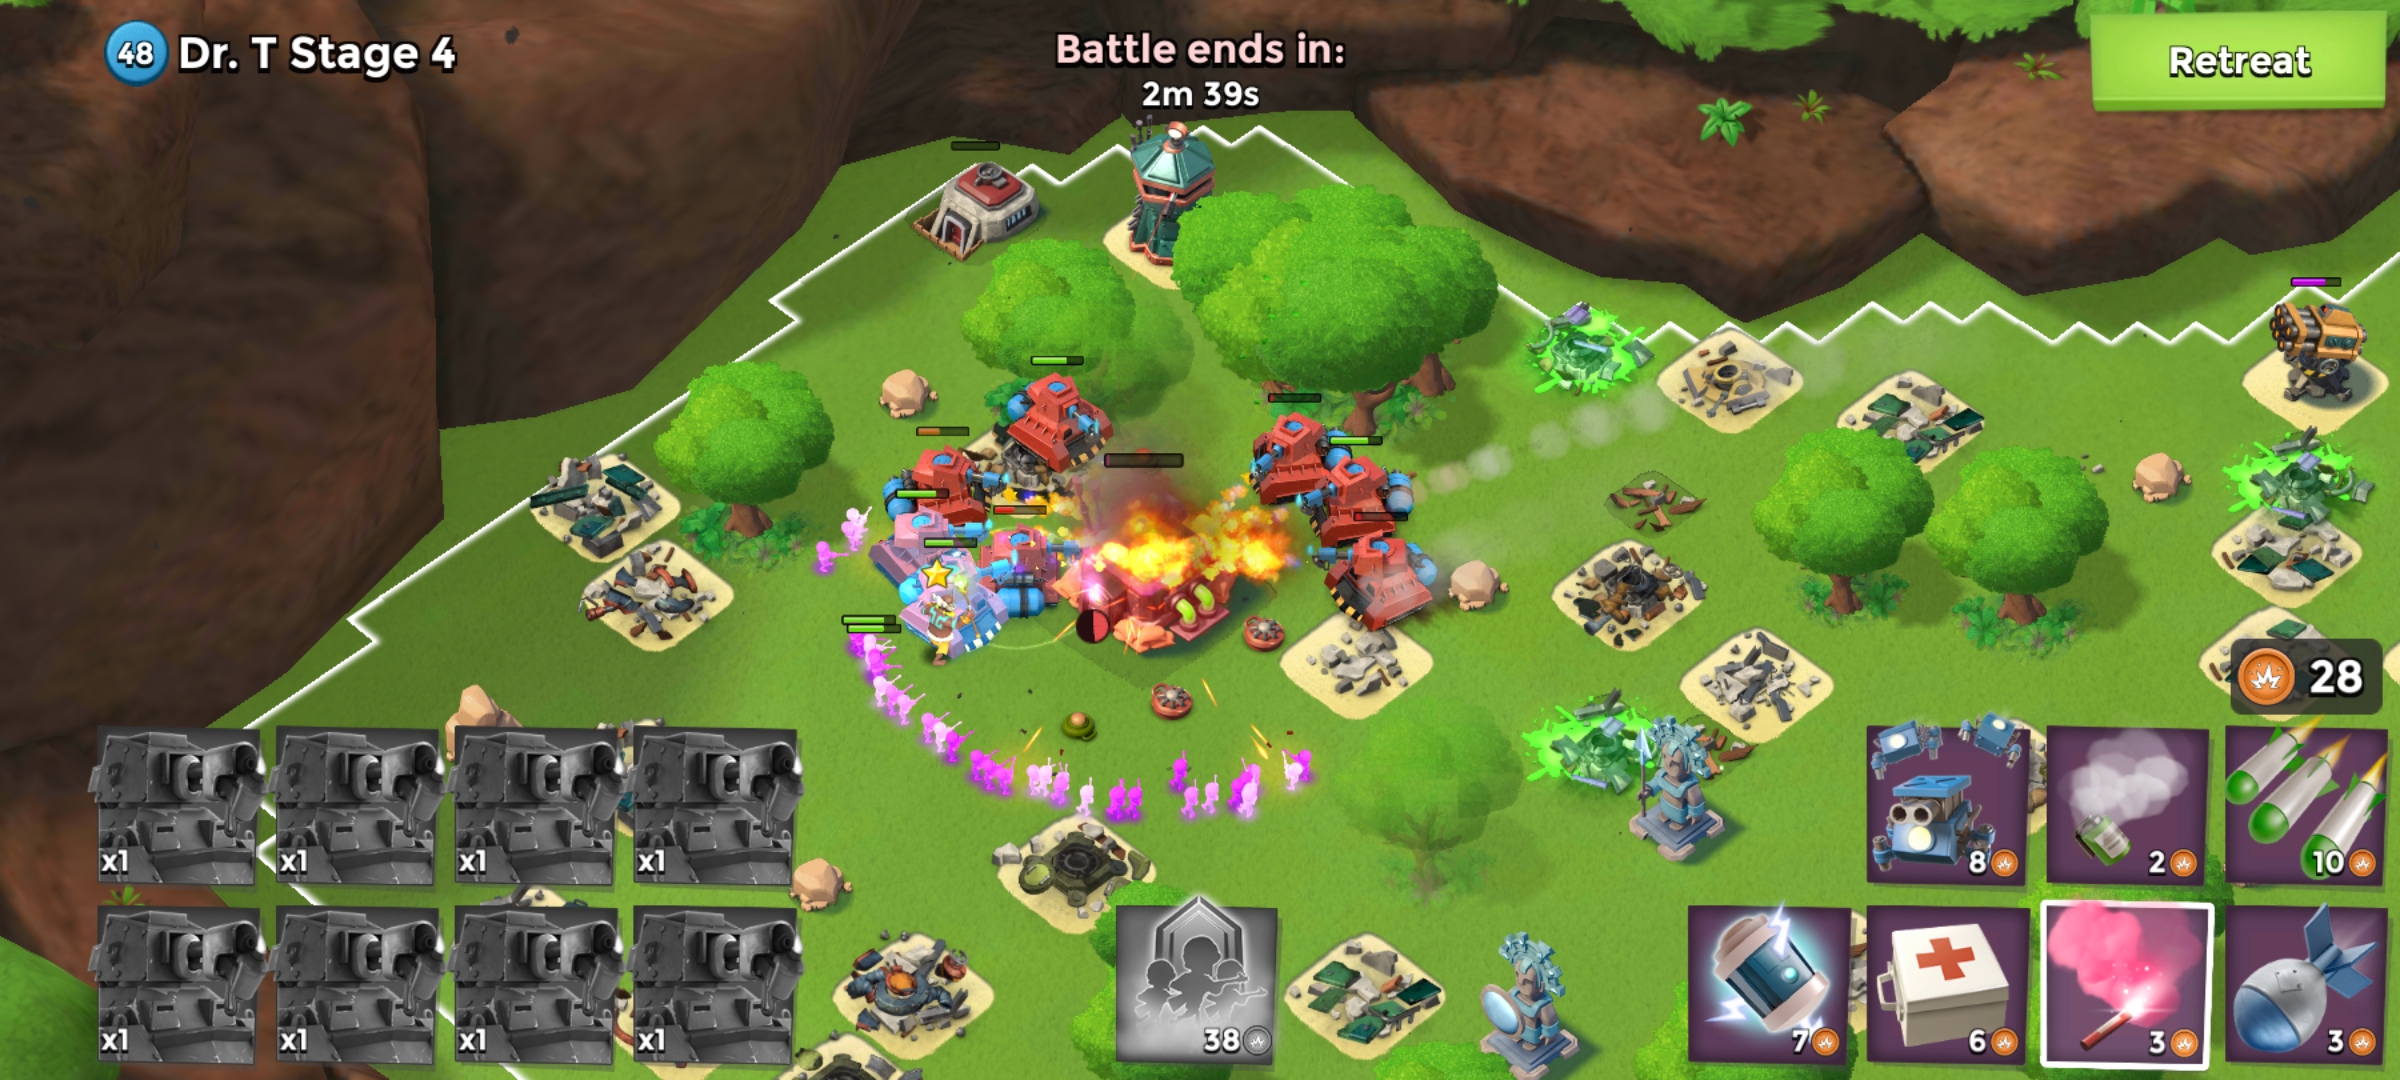 48 Dr. T Stage 4
Battle ends in:
2m 39s
Retreat
28
x1
x1
x1
x1
8
2
10
x1
x1
x1
x1
38
7
6
3
3